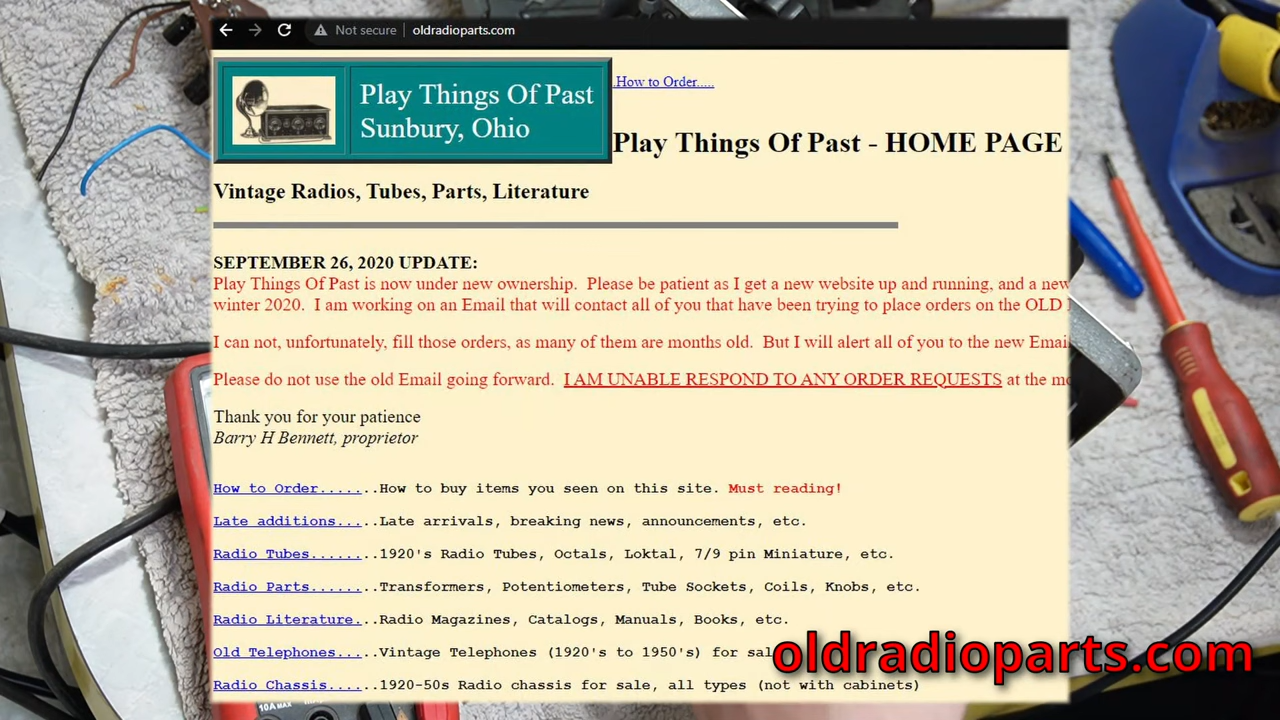 Not secure | oldradioparts.com
Play Things Of Past
Sunbury, Ohio
.How to Order.....
Play Things Of Past - HOME PAGE
Vintage Radios, Tubes, Parts, Literature
SEPTEMBER 26, 2020 UPDATE:
Play Things Of Past is now under new ownership. Please be patient as I get a new website up and running, and a new
winter 2020. I am working on an Email that will contact all of you that have been trying to place orders on the OLD
I can not, unfortunately, fill those orders, as many of them are months old. But I will alert all of you to the new Emai
Please do not use the old Email going forward. I AM UNABLE RESPOND TO ANY ORDER REQUESTS at the mo
Thank you for your patience
Barry H Bennett, proprietor
How to Order.......How to buy items you seen on this site. Must reading!
Late additions.....Late arrivals, breaking news, announcements, etc.
Radio Tubes........1920's Radio Tubes, Octals, Loktal, 7/9 pin Miniature, etc.
Radio Parts........Transformers, Potentiometers, Tube Sockets, Coils, Knobs, etc.
Radio Literature...Radio Magazines, Catalogs, Manuals, Books, etc.
Old Telephones.....Vintage Telephones (1920's to 1950's) for sal
oldradioparts.com
Radio Chassis......1920-50s Radio chassis for sale, all types (not with cabinets)
10A MAX